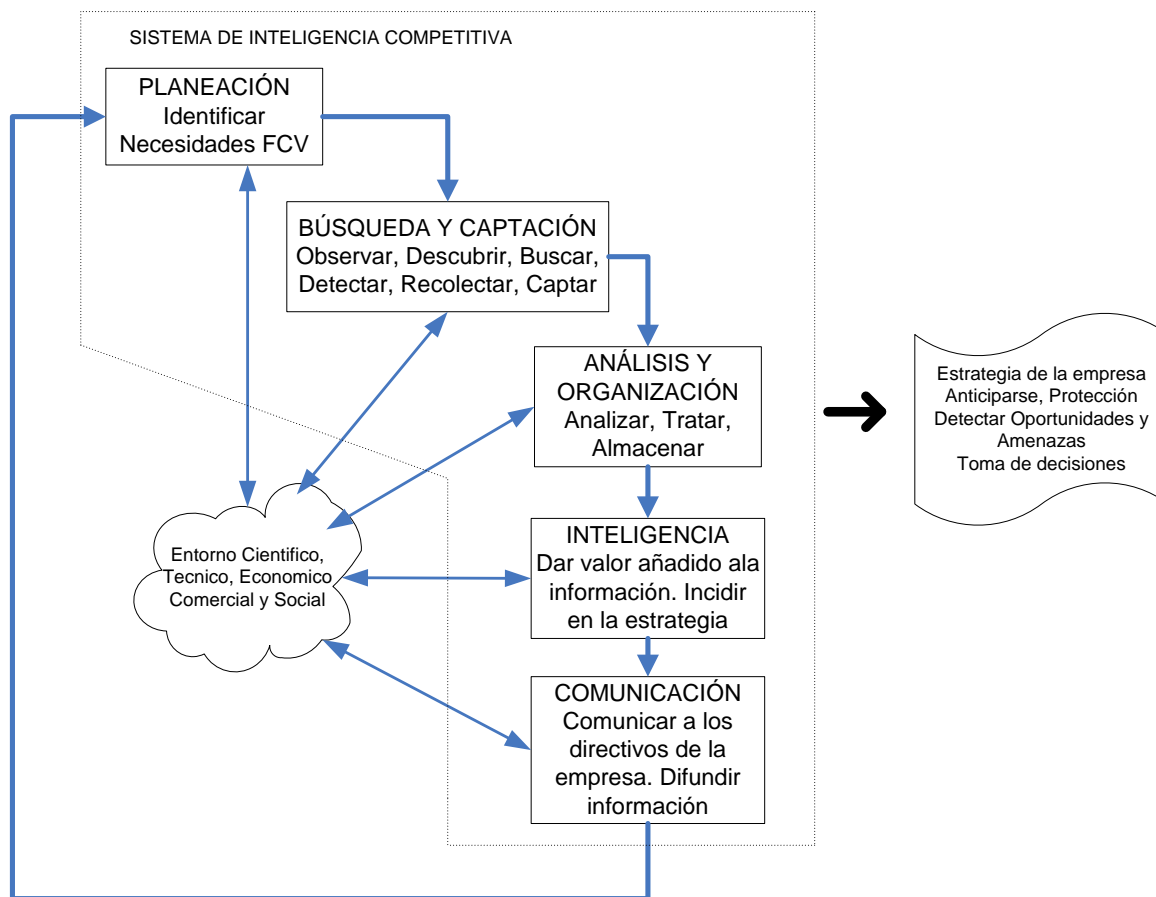 SISTEMA DE INTELIGENCIA COMPETITIVA
PLANEACIÓN
Identificar
Necesidades FCV
BÚSQUEDA Y CAPTACIÓN
Observar, Descubrir, Buscar,
Detectar, Recolectar, Captar
ANÁLISIS Y
ORGANIZACIÓN
Analizar, Tratar,
Almacenar
Estrategia de la empresa
Anticiparse, Protección
Detectar Oportunidades y
Amenazas
Toma de decisiones
INTELIGENCIA
Dar valor añadido ala
información. Incidir
en la estrategia
Entorno Cientifico,
Tecnico, Economico
Comercial y Social
COMUNICACIÓN
Comunicar a los
directivos de la
empresa. Difundir
información